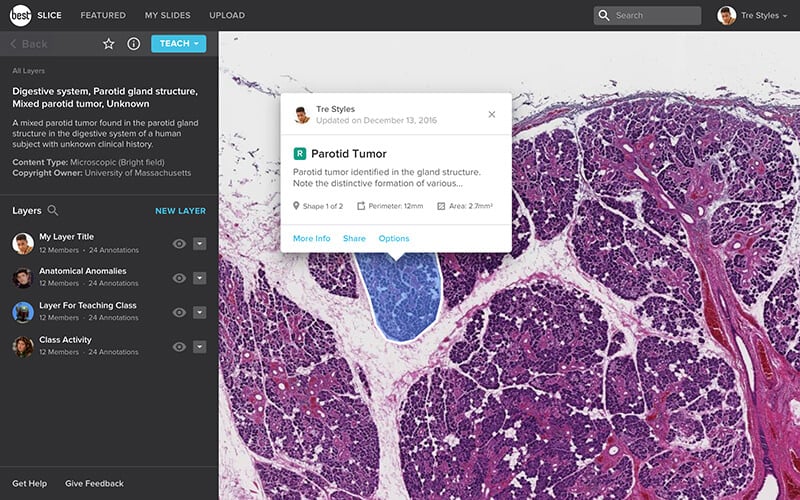 best SLICE FEATURED MY SLIDES UPLOAD Search Tre Styles
Back TEACH
All Layers
Digestive system, Parotid gland structure,
Mixed parotid tumor, Unknown
A mixed parotid tumor found in the parotid gland
structure in the digestive system of a human
subject with unknown clinical history.
Content Type: Microscopic (Bright field)
Copyright Owner: University of Massachusetts
Layers NEW LAYER
My Layer Title
12 Members • 24 Annotations
Anatomical Anomalies
12 Members • 24 Annotations
Layer For Teaching Class
12 Members • 24 Annotations
Class Activity
12 Members • 24 Annotations
Get Help Give Feedback
Tre Styles
Updated on December 13, 2016
R Parotid Tumor
Parotid tumor identified in the gland structure.
Note the distinctive formation of various...
Shape 1 of 2 Perimeter: 12mm Area: 2.7mm²
More Info Share Options